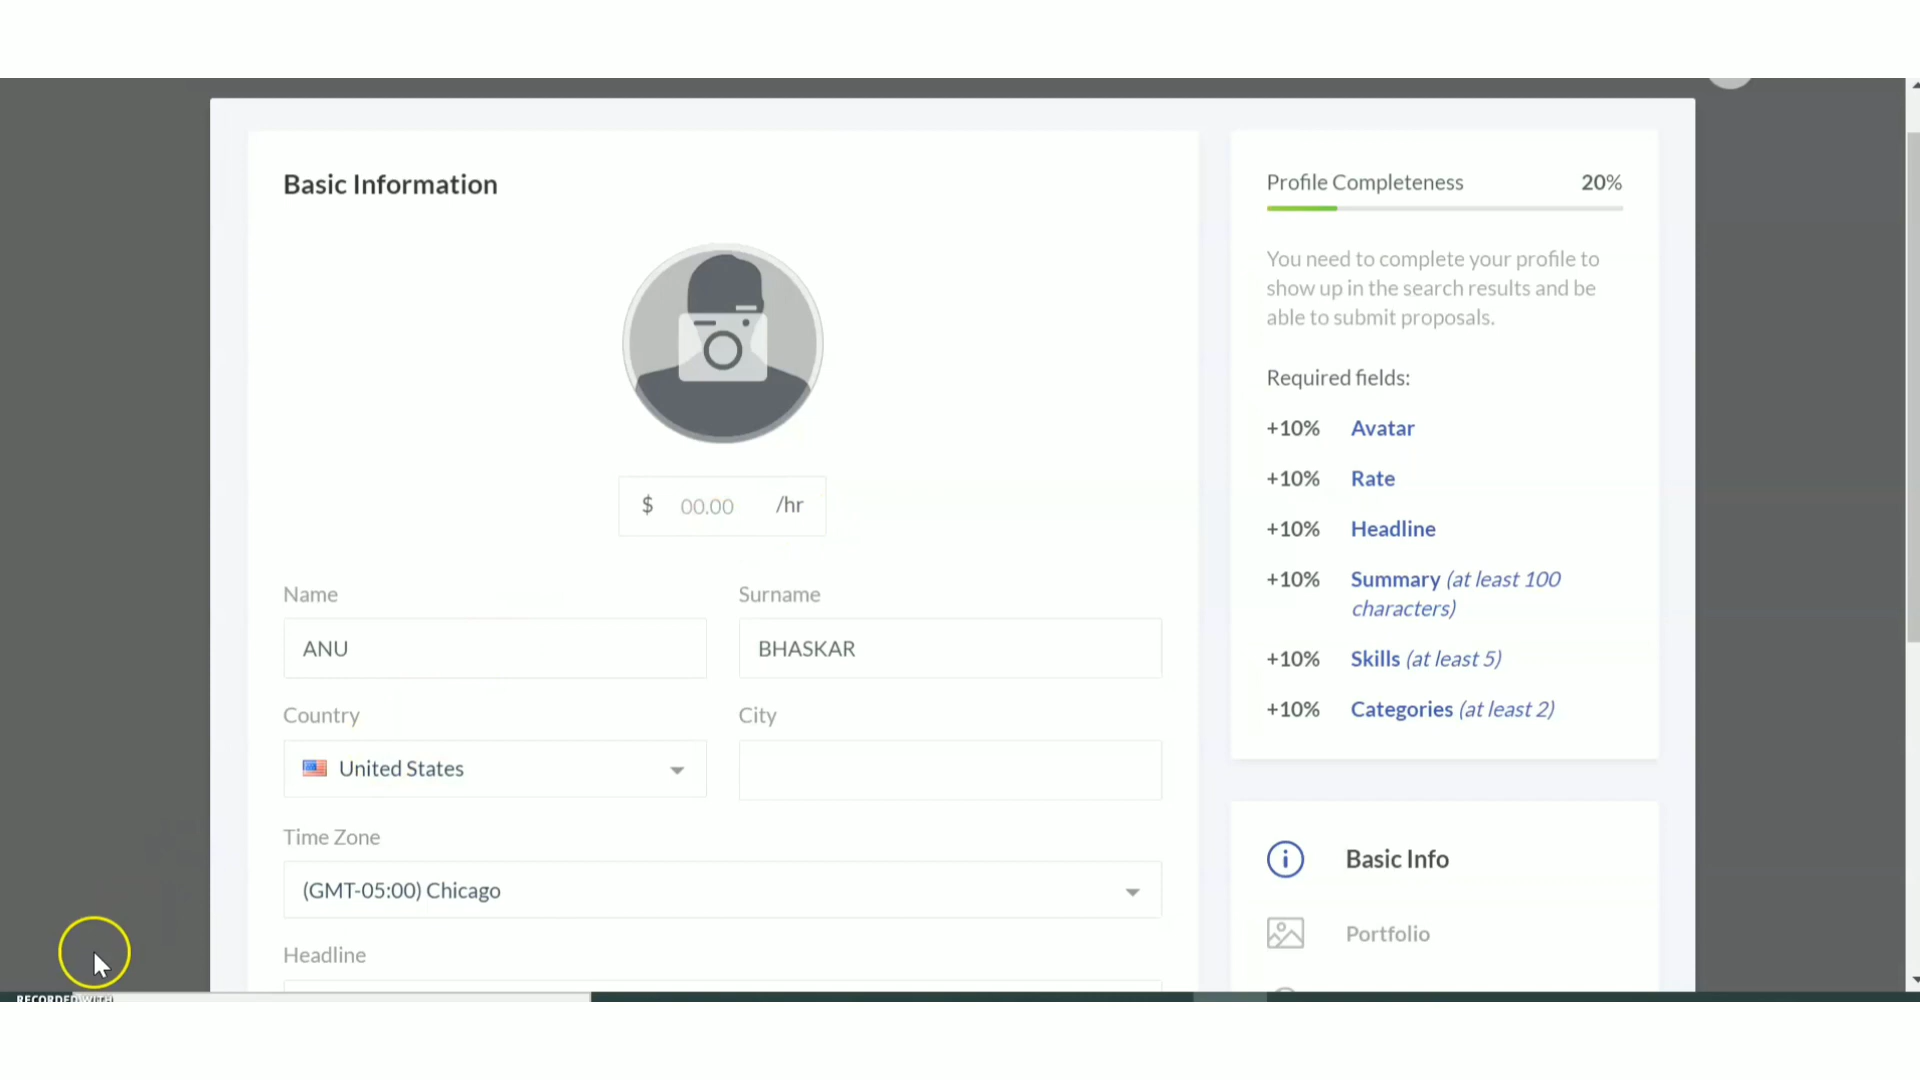 Basic Information
$ 00.00 /hr
Name
Surname
ANU
BHASKAR
Country
City
United States
Time Zone
(GMT-05:00) Chicago
Headline
Profile Completeness 20%
You need to complete your profile to
show up in the search results and be
able to submit proposals.
Required fields:
+10% Avatar
+10% Rate
+10% Headline
+10% Summary (at least 100
characters)
+10% Skills (at least 5)
+10% Categories (at least 2)
Basic Info
Portfolio
RECORDED WITH